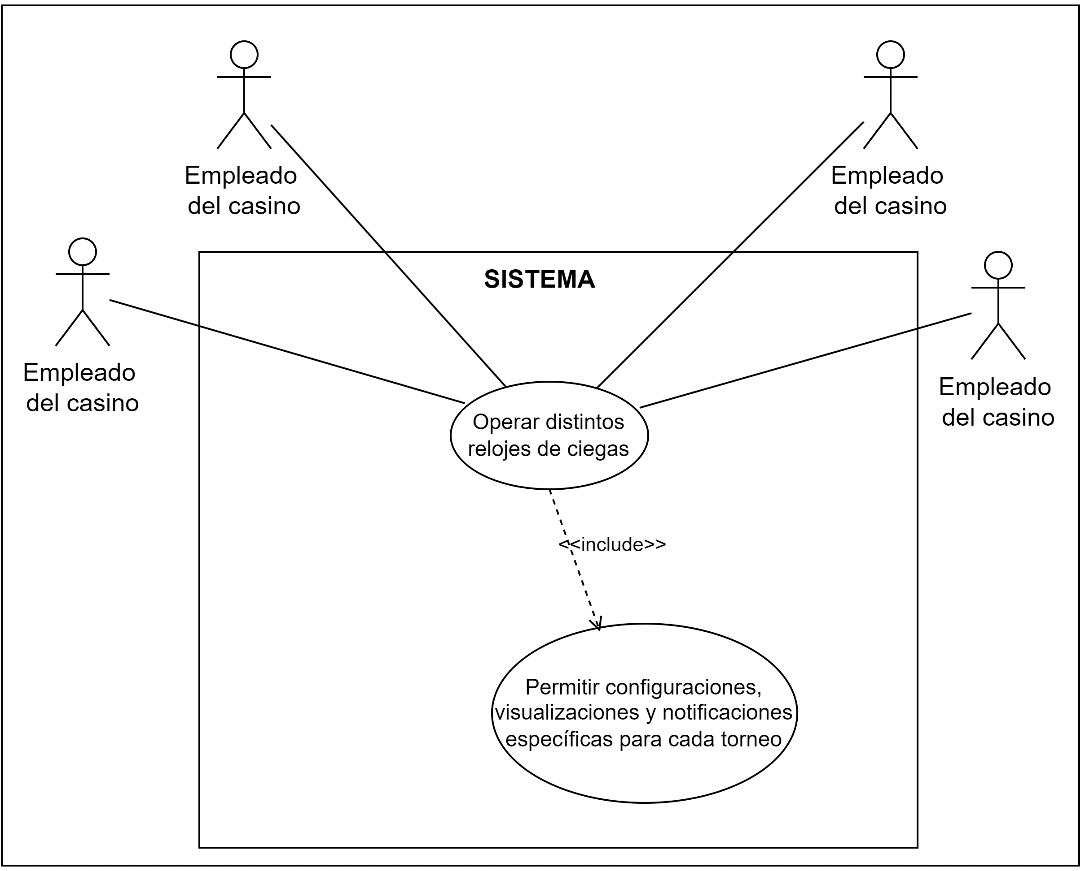 Empleado
del casino
Empleado
del casino
Empleado
del casino
Empleado
del casino
SISTEMA
Operar distintos
relojes de ciegas
<<include>>
Permitir configuraciones,
visualizaciones y notificaciones
específicas para cada torneo